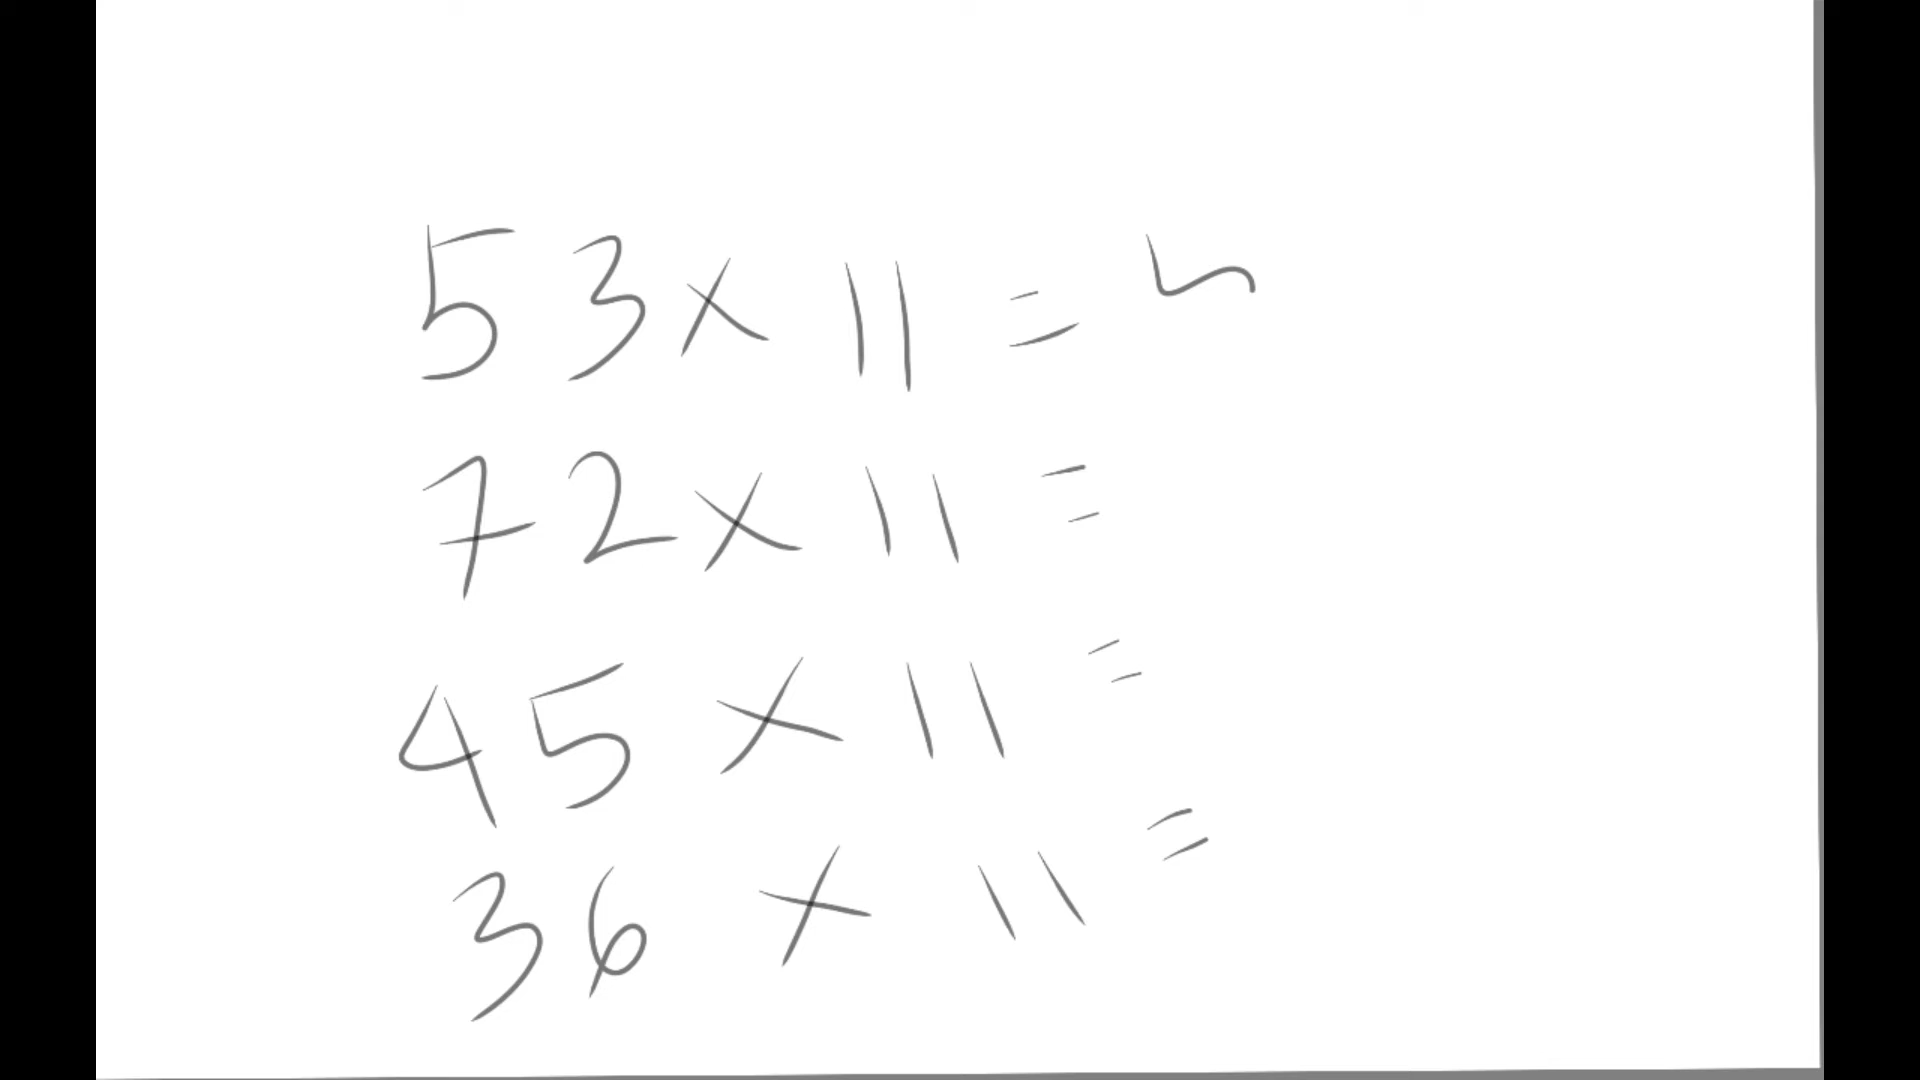 53 x 11 =
72 x 11 =
45 x 11 =
36 x 11 =